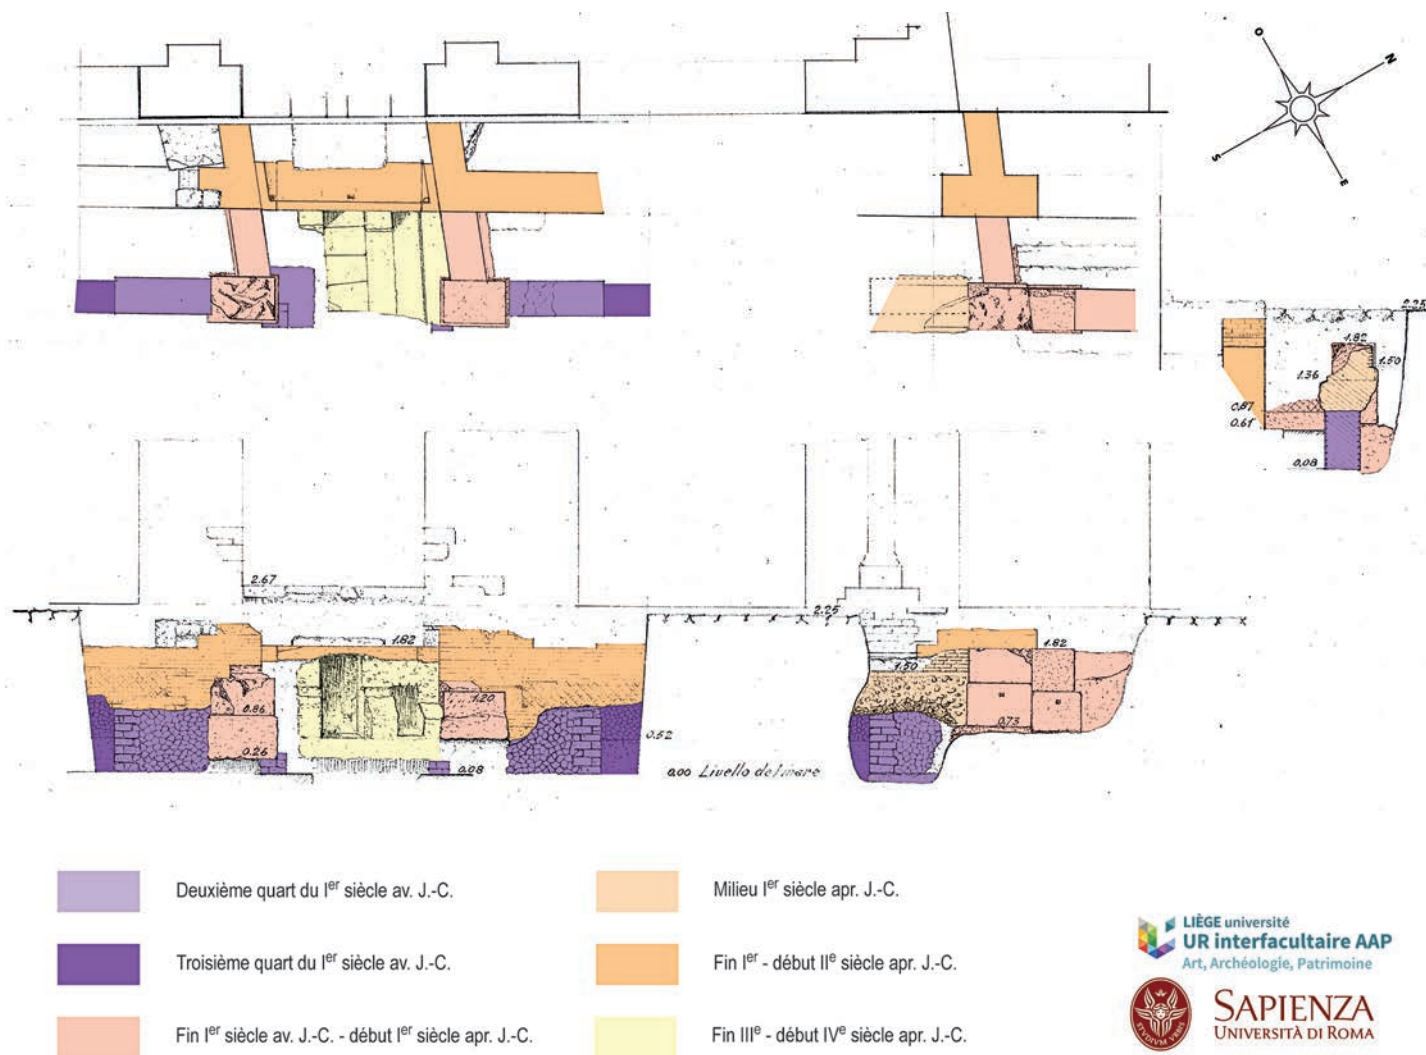 O
N
S
E
2.25
1.82
1.50
1.36
0.87
0.61
0.08
2.67
2.25
1.82
1.82
1.50
1.20
0.86
0.73
0.52
0.26
0.08
0.00 Livello del mare
Deuxième quart du Ier siècle av. J.-C.
Troisième quart du Ier siècle av. J.-C.
Fin Ier siècle av. J.-C. - début Ier siècle apr. J.-C.
Milieu Ier siècle apr. J.-C.
Fin Ier - début IIe siècle apr. J.-C.
Fin IIIe - début IVe siècle apr. J.-C.
LIÈGE université
UR interfacultaire AAP
Art, Archéologie, Patrimoine
STVDIVM VRBIS
SAPIENZA
UNIVERSITÀ DI ROMA